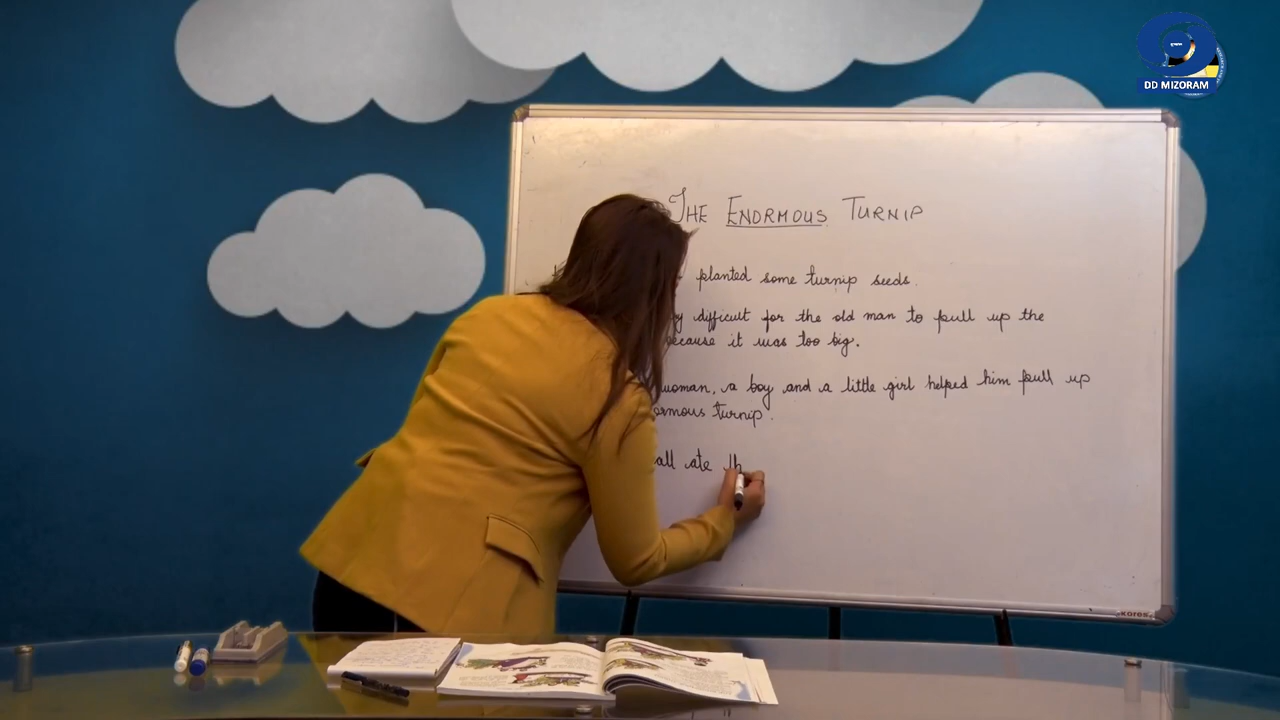 DD MIZORAM
THE ENORMOUS TURNIP
planted some turnip seeds.
difficult for the old man to pull up the
because it was too big.
woman, a boy and a little girl helped him pull up
turnip.
all ate th
KOROS